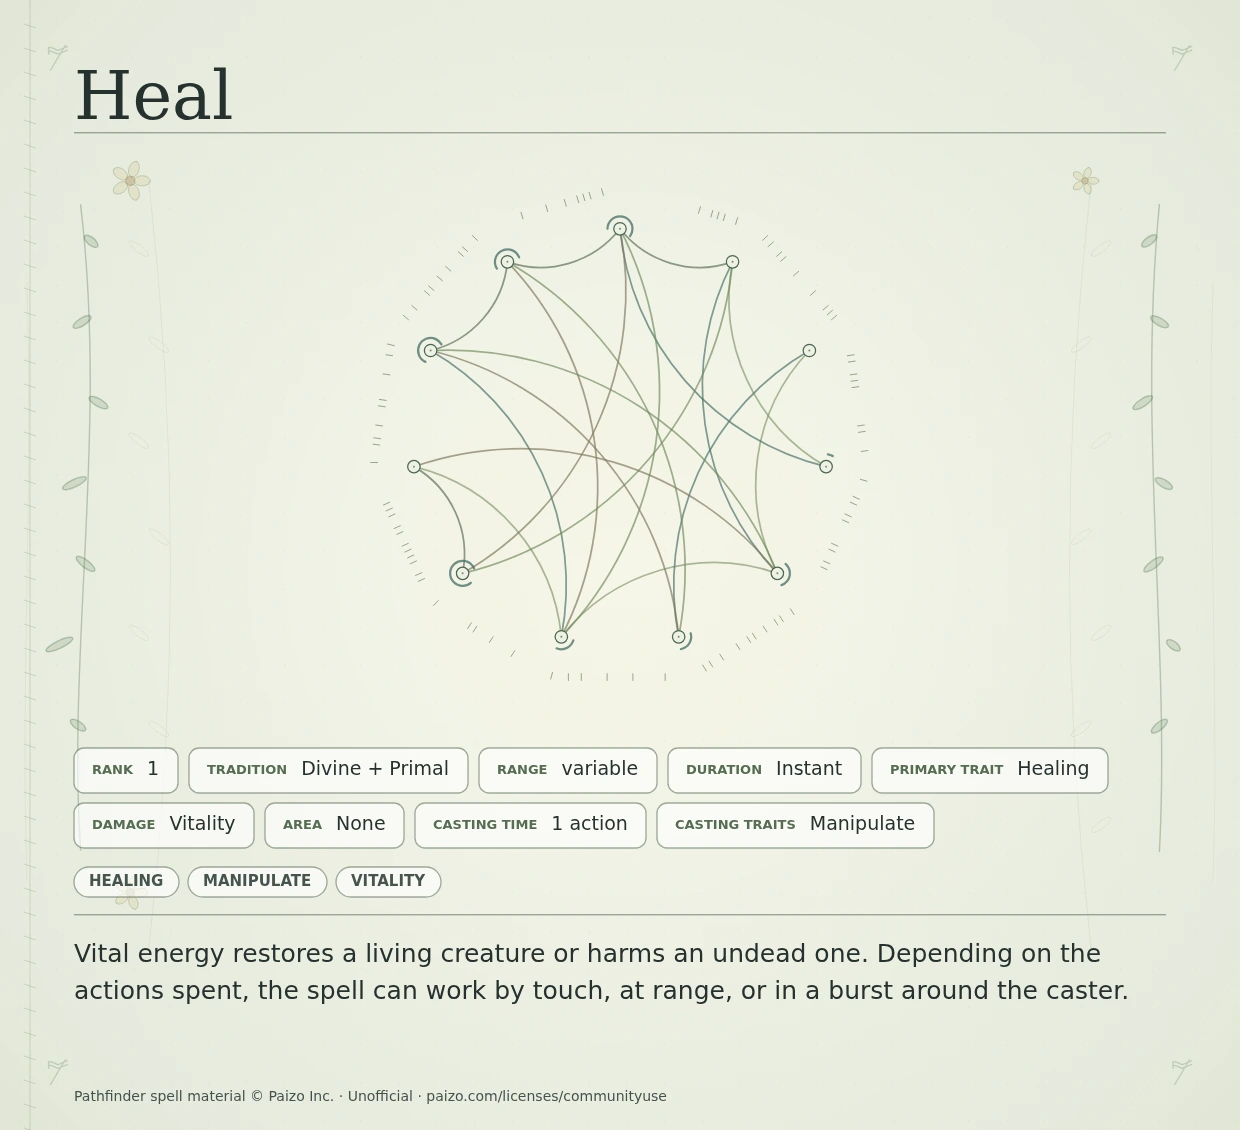 Heal
RANK 1 TRADITION Divine + Primal RANGE variable DURATION Instant PRIMARY TRAIT Healing
DAMAGE Vitality AREA None CASTING TIME 1 action CASTING TRAITS Manipulate
HEALING MANIPULATE VITALITY
Vital energy restores a living creature or harms an undead one. Depending on the
actions spent, the spell can work by touch, at range, or in a burst around the caster.
Pathfinder spell material © Paizo Inc. · Unofficial · paizo.com/licenses/communityuse